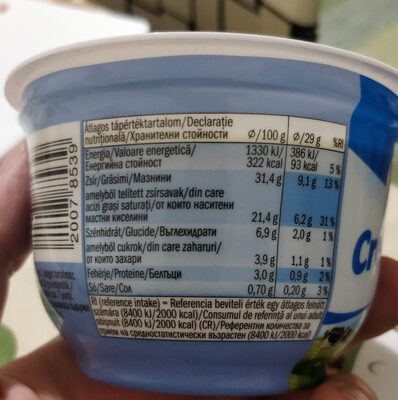 Átlagos tápértéktartalom/Declarație
nutrițională/Хранителни стойности Ø/100 g Ø/29 g %RI
Energia/Valoare energetică/ 1330 kJ/ 386 kJ/
Енергийна стойност 322 kcal 93 kcal 5 %
Zsír/Grăsimi/Мазнини 31,4 g 9,1 g 13 %
amelyből telített zsírsavak/din care
acizi grași saturați/от които наситени
мастни киселини 21,4 g 6,2 g 31 %
Szénhidrát/Glucide/Въглехидрати 6,9 g 2,0 g 1 %
amelyből cukrok/din care zaharuri/
от които захари 3,9 g 1,1 g 1 %
Fehérje/Proteine/Белтъци 3,0 g 0,9 g 2 %
Só/Sare/Сол 0,70 g 0,20 g 3 %
RI (reference intake) = Referencia beviteli érték egy átlagos felnőtt
számára (8400 kJ/2000 kcal)/Consumul de referință al unui adult
obișnuit (8400 kJ/2000 kcal) (CR)/Референтни количества за
прием на среднostатистически възрастен (8400 kJ/2000 kcal)
2007 8539
Cr